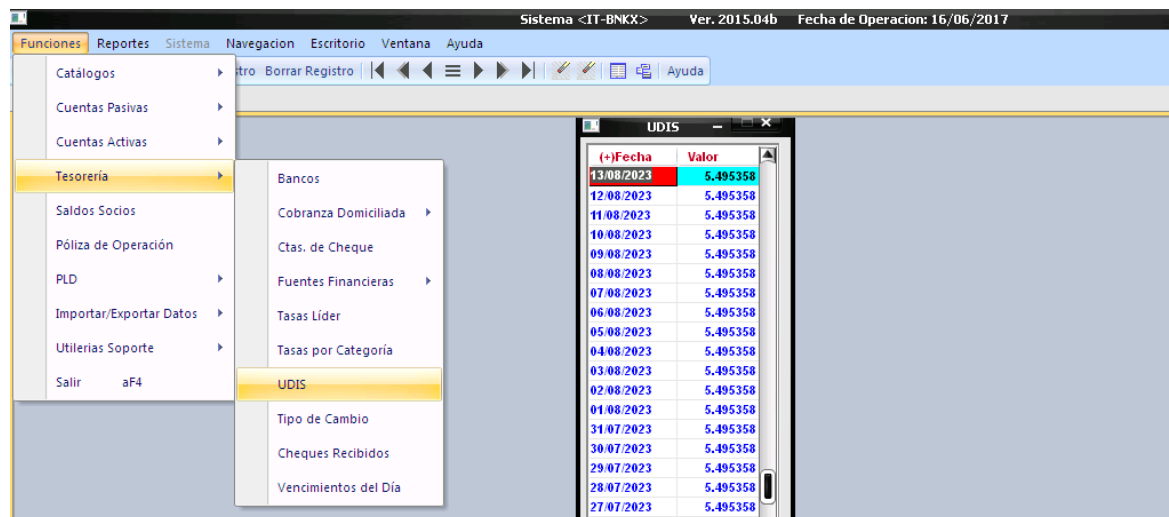 Sistema <IT-BNKX> Ver. 2015.04b Fecha de Operacion: 16/06/2017
Funciones Reportes Sistema Navegacion Escritorio Ventana Ayuda
tro Borrar Registro Ayuda
Catálogos
Cuentas Pasivas
Cuentas Activas
Tesorería
Saldos Socios
Póliza de Operación
PLD
Importar/Exportar Datos
Utilerias Soporte
Salir aF4
Bancos
Cobranza Domiciliada
Ctas. de Cheque
Fuentes Financieras
Tasas Líder
Tasas por Categoría
UDIS
Tipo de Cambio
Cheques Recibidos
Vencimientos del Día
UDIS
(+)Fecha Valor
13/08/2023 5.495358
12/08/2023 5.495358
11/08/2023 5.495358
10/08/2023 5.495358
09/08/2023 5.495358
08/08/2023 5.495358
07/08/2023 5.495358
06/08/2023 5.495358
05/08/2023 5.495358
04/08/2023 5.495358
03/08/2023 5.495358
02/08/2023 5.495358
01/08/2023 5.495358
31/07/2023 5.495358
30/07/2023 5.495358
29/07/2023 5.495358
28/07/2023 5.495358
27/07/2023 5.495358